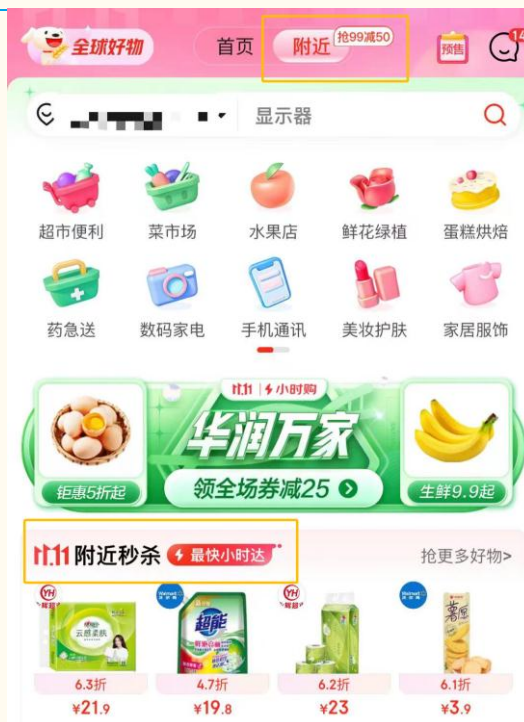 全球好物
首页
附近
抢99减50
预售
14
显示器
超市便利
菜市场
水果店
鲜花绿植
蛋糕烘焙
药急送
数码家电
手机通讯
美妆护肤
家居服饰
11.11 小时购
华润万家
领全场券减25
钜惠5折起
生鲜9.9起
11.11 附近秒杀 最快小时达
抢更多好物>
YH
Walmart
YH
Walmart
云感柔肤
超能
薯愿
6.3折
4.7折
6.2折
6.1折
¥21.9
¥19.8
¥23
¥3.9